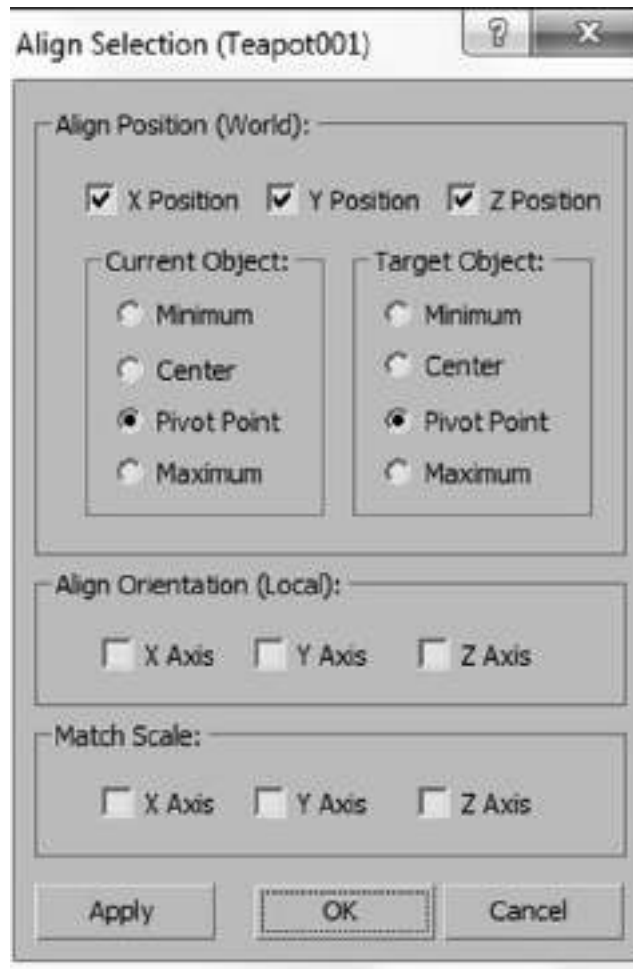 Align Selection (Teapot001) ? x
Align Position (World):
X Position Y Position Z Position
Current Object: Target Object:
Minimum Minimum
Center Center
Pivot Point Pivot Point
Maximum Maximum
Align Orientation (Local):
X Axis Y Axis Z Axis
Match Scale:
X Axis Y Axis Z Axis
Apply OK Cancel